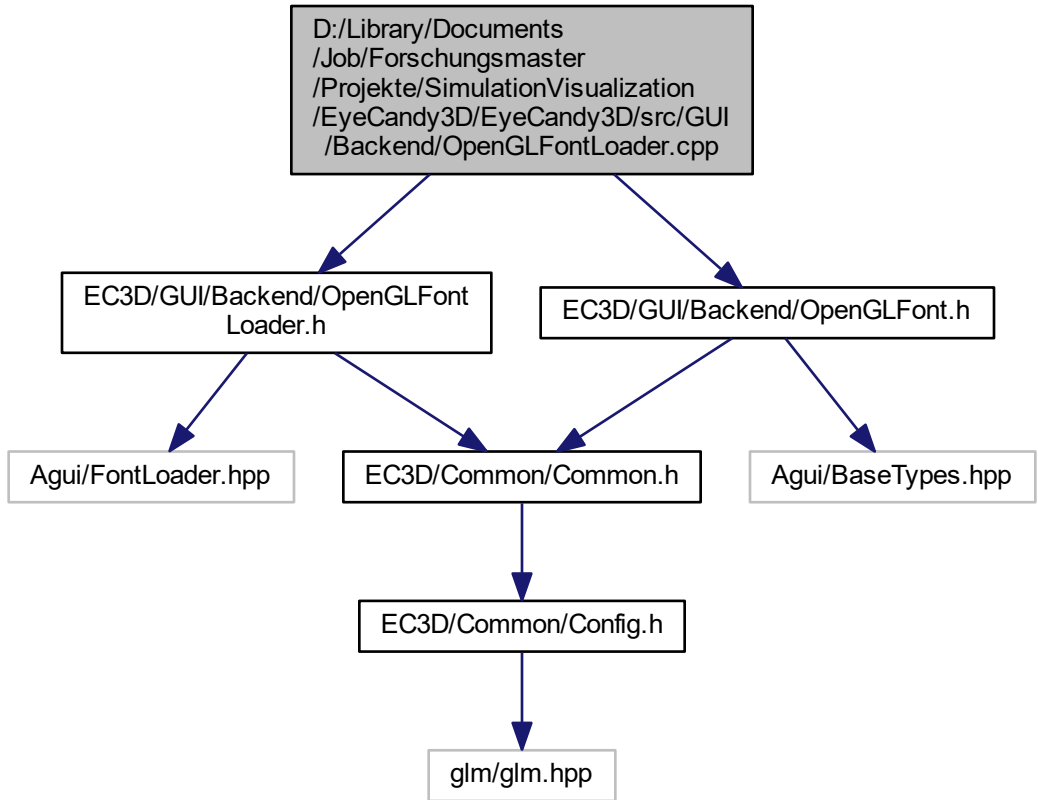 D:/Library/Documents
/Job/Forschungsmaster
/Projekte/SimulationVisualization
/EyeCandy3D/EyeCandy3D/src/GUI
/Backend/OpenGLFontLoader.cpp
EC3D/GUI/Backend/OpenGLFont
Loader.h
EC3D/GUI/Backend/OpenGLFont.h
Agui/FontLoader.hpp
EC3D/Common/Common.h
Agui/BaseTypes.hpp
EC3D/Common/Config.h
glm/glm.hpp